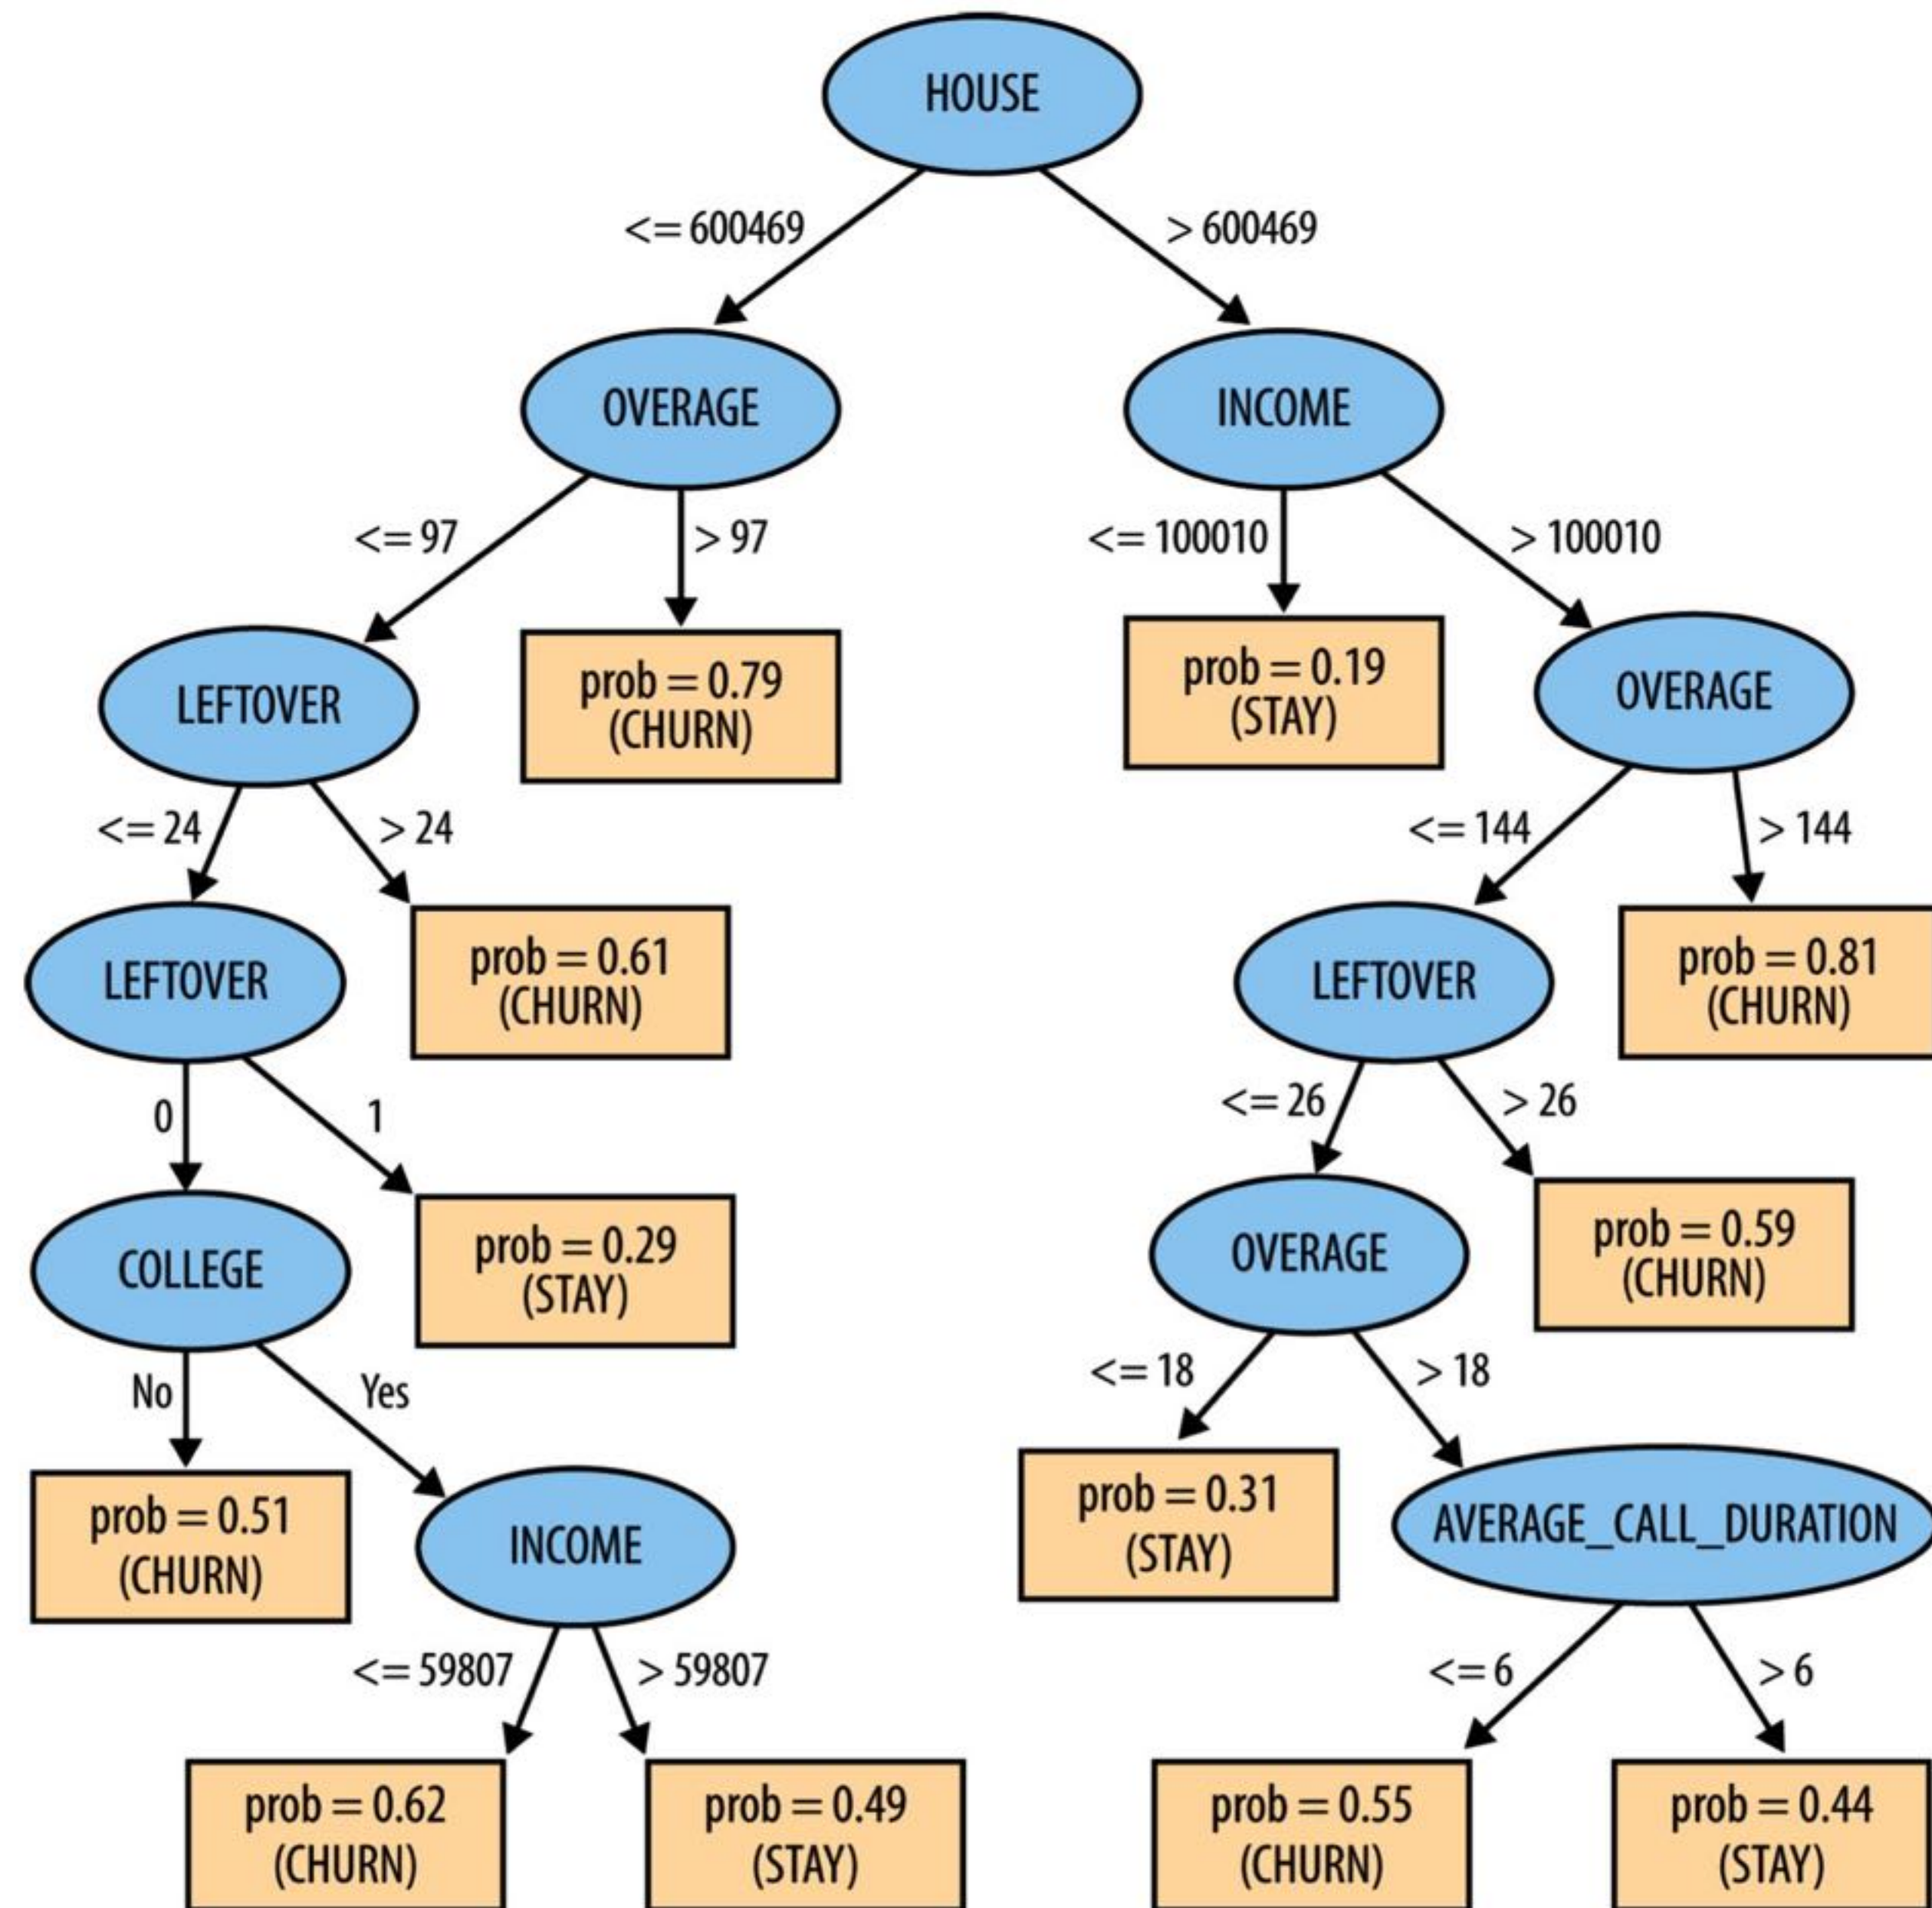 HOUSE
<= 600469
> 600469
OVERAGE
INCOME
<= 97
> 97
<= 100010
> 100010
LEFTOVER
prob = 0.79
(CHURN)
prob = 0.19
(STAY)
OVERAGE
<= 24
> 24
<= 144
> 144
LEFTOVER
prob = 0.61
(CHURN)
LEFTOVER
prob = 0.81
(CHURN)
0
1
<= 26
> 26
COLLEGE
prob = 0.29
(STAY)
OVERAGE
prob = 0.59
(CHURN)
No
Yes
<= 18
> 18
prob = 0.51
(CHURN)
INCOME
prob = 0.31
(STAY)
AVERAGE_CALL_DURATION
<= 59807
> 59807
<= 6
> 6
prob = 0.62
(CHURN)
prob = 0.49
(STAY)
prob = 0.55
(CHURN)
prob = 0.44
(STAY)